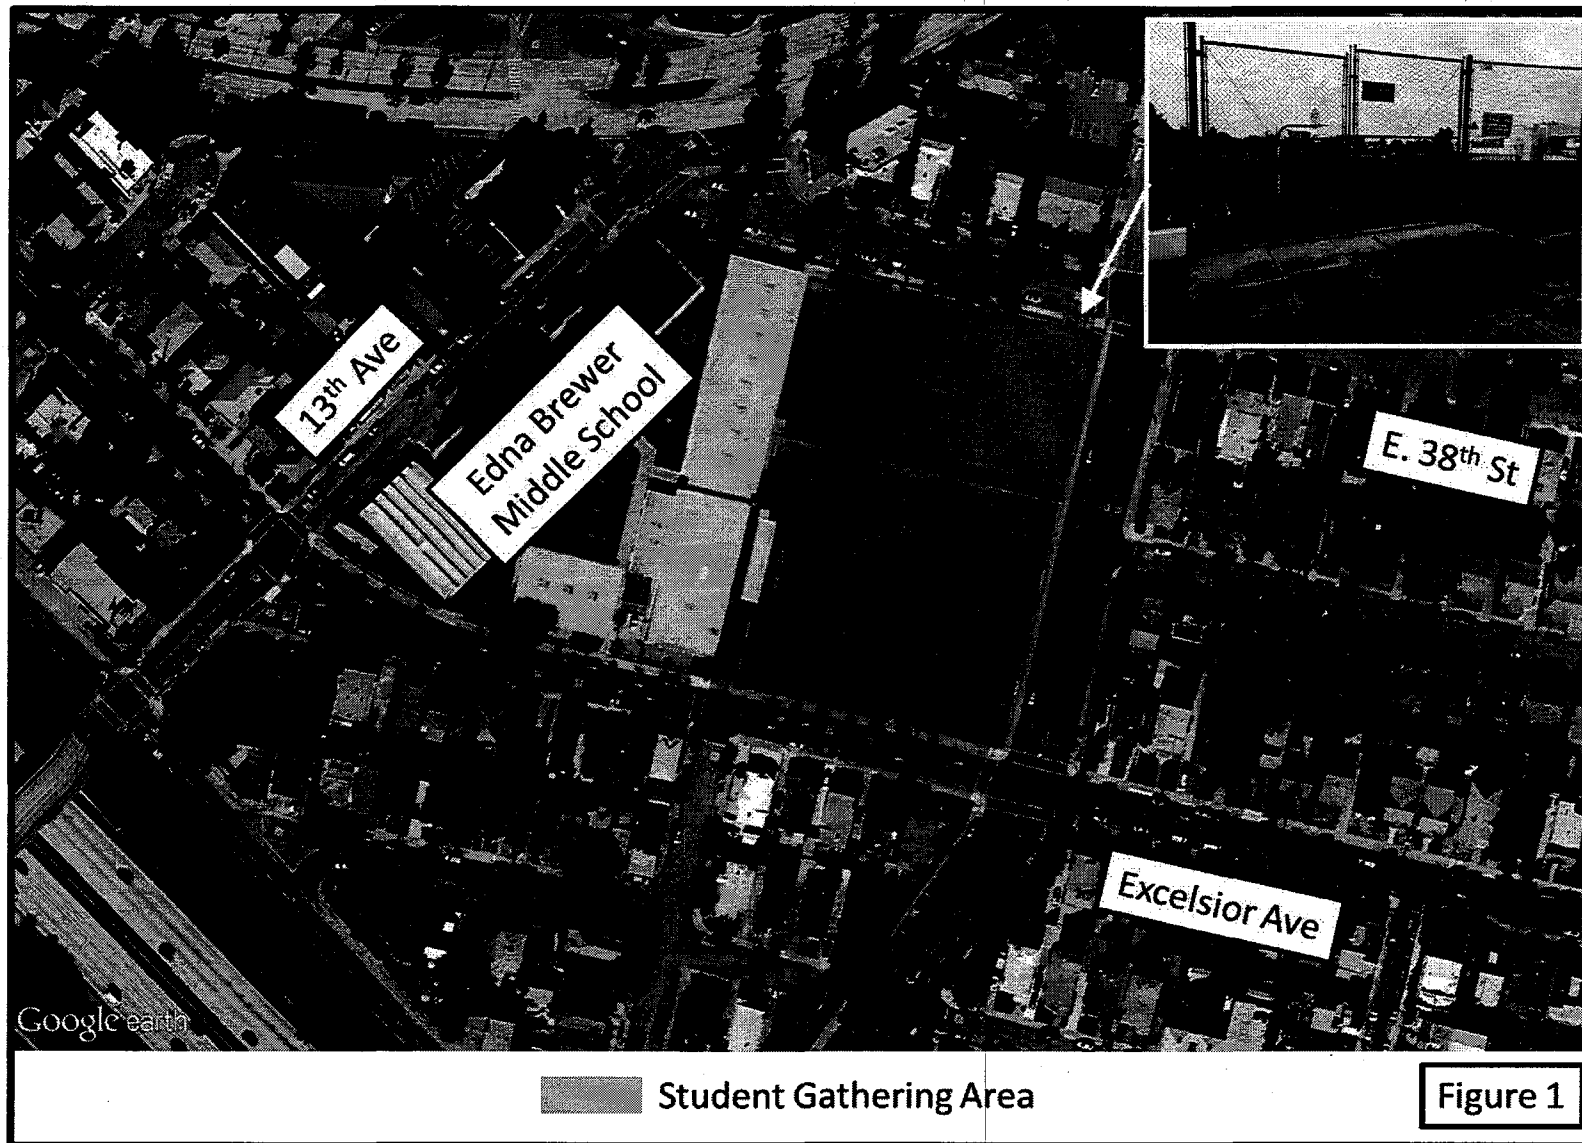 13th Ave
Edna Brewer
Middle School
E. 38th St
Excelsior Ave
Google earth
Student Gathering Area
Figure 1